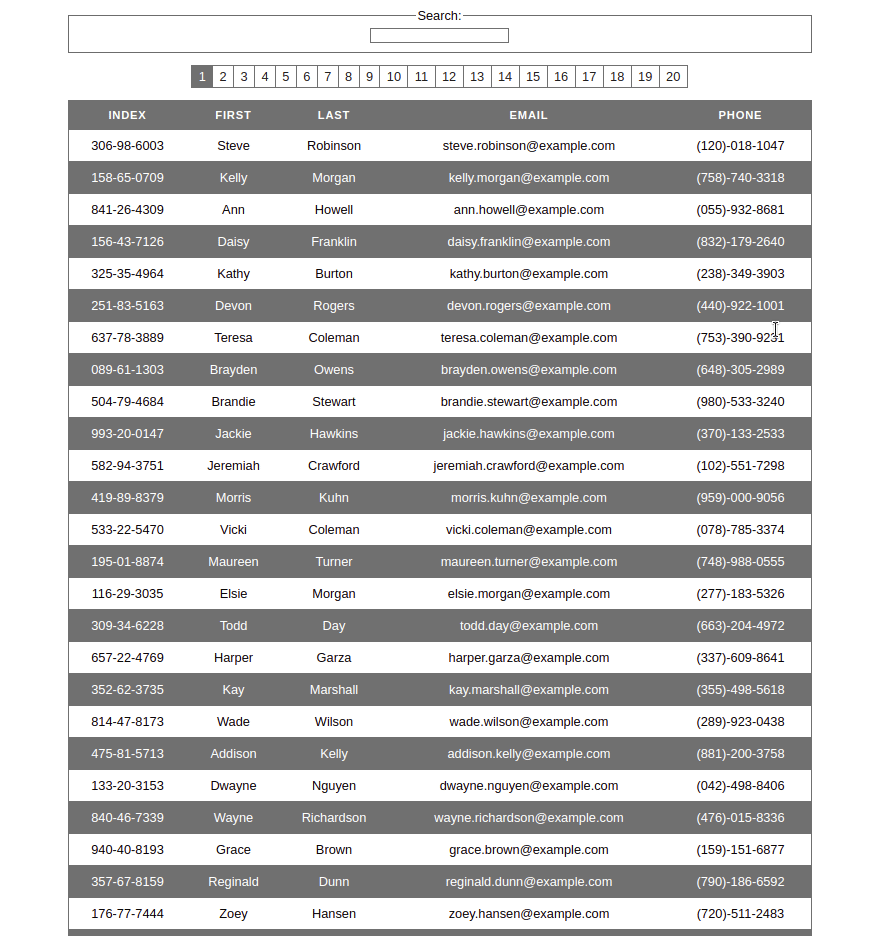 Search:
1 2 3 4 5 6 7 8 9 10 11 12 13 14 15 16 17 18 19 20
INDEX FIRST LAST EMAIL PHONE
306-98-6003 Steve Robinson steve.robinson@example.com (120)-018-1047
158-65-0709 Kelly Morgan kelly.morgan@example.com (758)-740-3318
841-26-4309 Ann Howell ann.howell@example.com (055)-932-8681
156-43-7126 Daisy Franklin daisy.franklin@example.com (832)-179-2640
325-35-4964 Kathy Burton kathy.burton@example.com (238)-349-3903
251-83-5163 Devon Rogers devon.rogers@example.com (440)-922-1001
637-78-3889 Teresa Coleman teresa.coleman@example.com (753)-390-9231
089-61-1303 Brayden Owens brayden.owens@example.com (648)-305-2989
504-79-4684 Brandie Stewart brandie.stewart@example.com (980)-533-3240
993-20-0147 Jackie Hawkins jackie.hawkins@example.com (370)-133-2533
582-94-3751 Jeremiah Crawford jeremiah.crawford@example.com (102)-551-7298
419-89-8379 Morris Kuhn morris.kuhn@example.com (959)-000-9056
533-22-5470 Vicki Coleman vicki.coleman@example.com (078)-785-3374
195-01-8874 Maureen Turner maureen.turner@example.com (748)-988-0555
116-29-3035 Elsie Morgan elsie.morgan@example.com (277)-183-5326
309-34-6228 Todd Day todd.day@example.com (663)-204-4972
657-22-4769 Harper Garza harper.garza@example.com (337)-609-8641
352-62-3735 Kay Marshall kay.marshall@example.com (355)-498-5618
814-47-8173 Wade Wilson wade.wilson@example.com (289)-923-0438
475-81-5713 Addison Kelly addison.kelly@example.com (881)-200-3758
133-20-3153 Dwayne Nguyen dwayne.nguyen@example.com (042)-498-8406
840-46-7339 Wayne Richardson wayne.richardson@example.com (476)-015-8336
940-40-8193 Grace Brown grace.brown@example.com (159)-151-6877
357-67-8159 Reginald Dunn reginald.dunn@example.com (790)-186-6592
176-77-7444 Zoey Hansen zoey.hansen@example.com (720)-511-2483